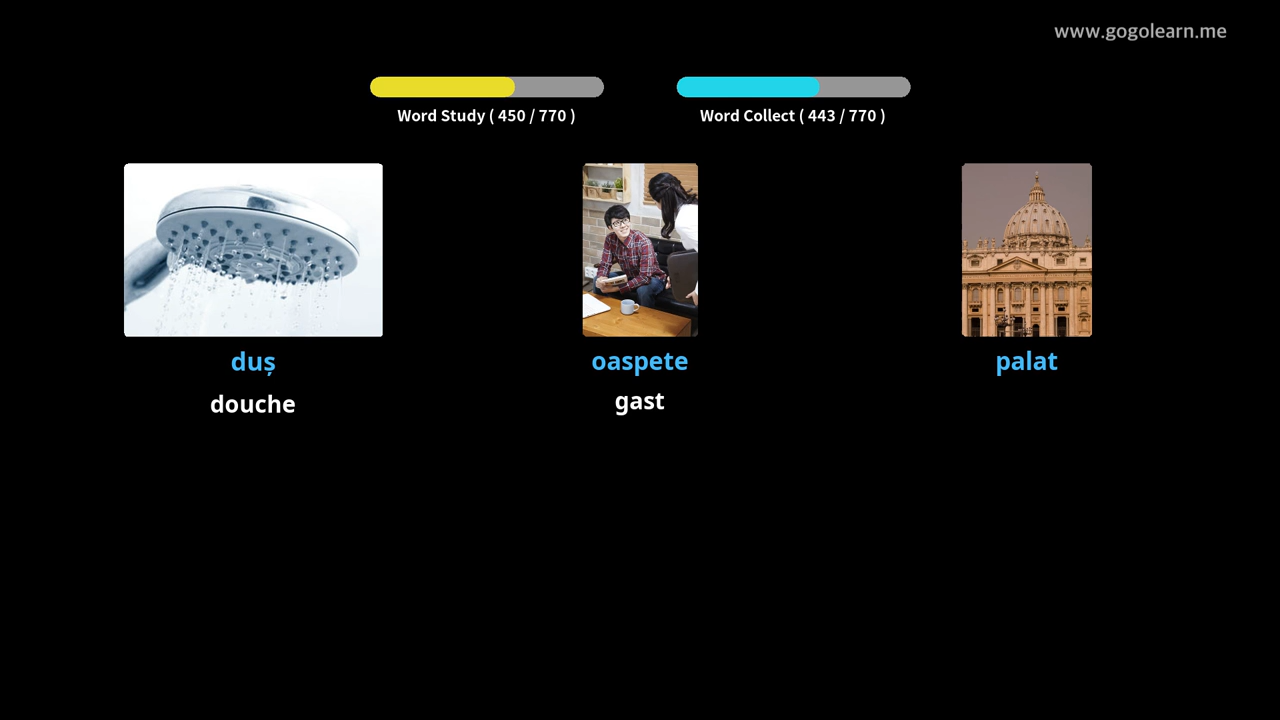 www.gogolearn.me
Word Study ( 450 / 770 )
Word Collect ( 443 / 770 )
duș
oaspete
palat
douche
gast